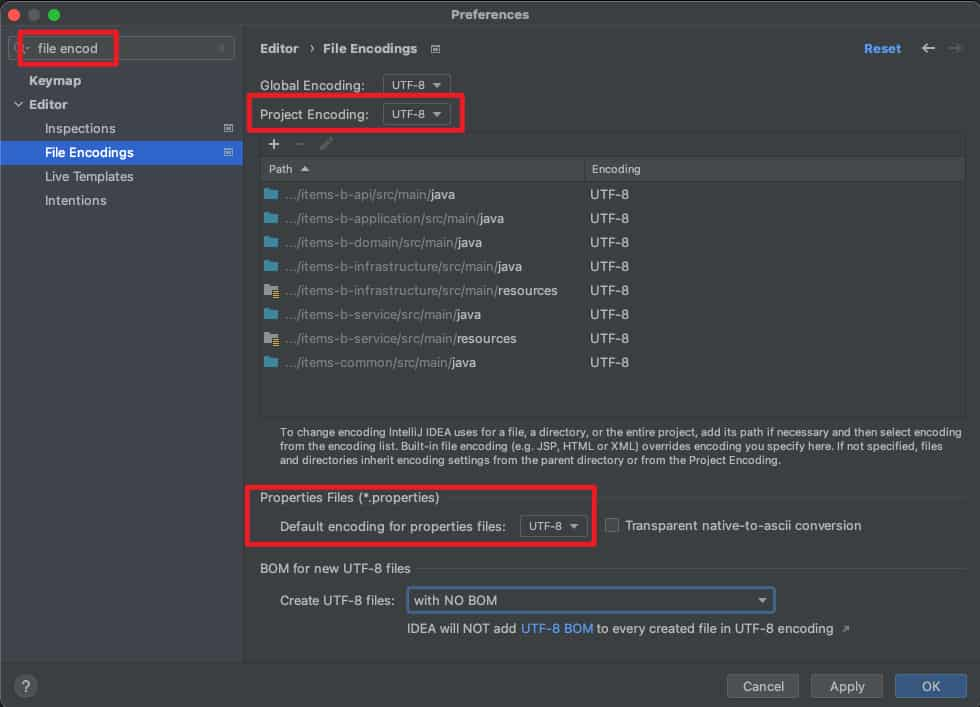 Preferences
file encod
Editor › File Encodings
Reset
Keymap
Editor
Inspections
File Encodings
Live Templates
Intentions
Global Encoding: UTF-8
Project Encoding: UTF-8
Path Encoding
.../items-b-api/src/main/java UTF-8
.../items-b-application/src/main/java UTF-8
.../items-b-domain/src/main/java UTF-8
.../items-b-infrastructure/src/main/java UTF-8
.../items-b-infrastructure/src/main/resources UTF-8
.../items-b-service/src/main/java UTF-8
.../items-b-service/src/main/resources UTF-8
.../items-common/src/main/java UTF-8
To change encoding IntelliJ IDEA uses for a file, a directory, or the entire project, add its path if necessary and then select encoding
from the encoding list. Built-in file encoding (e.g. JSP, HTML or XML) overrides encoding you specify here. If not specified, files
and directories inherit encoding settings from the parent directory or from the Project Encoding.
Properties Files (*.properties)
Default encoding for properties files: UTF-8 Transparent native-to-ascii conversion
BOM for new UTF-8 files
Create UTF-8 files: with NO BOM
IDEA will NOT add UTF-8 BOM to every created file in UTF-8 encoding ↗
?
Cancel Apply OK